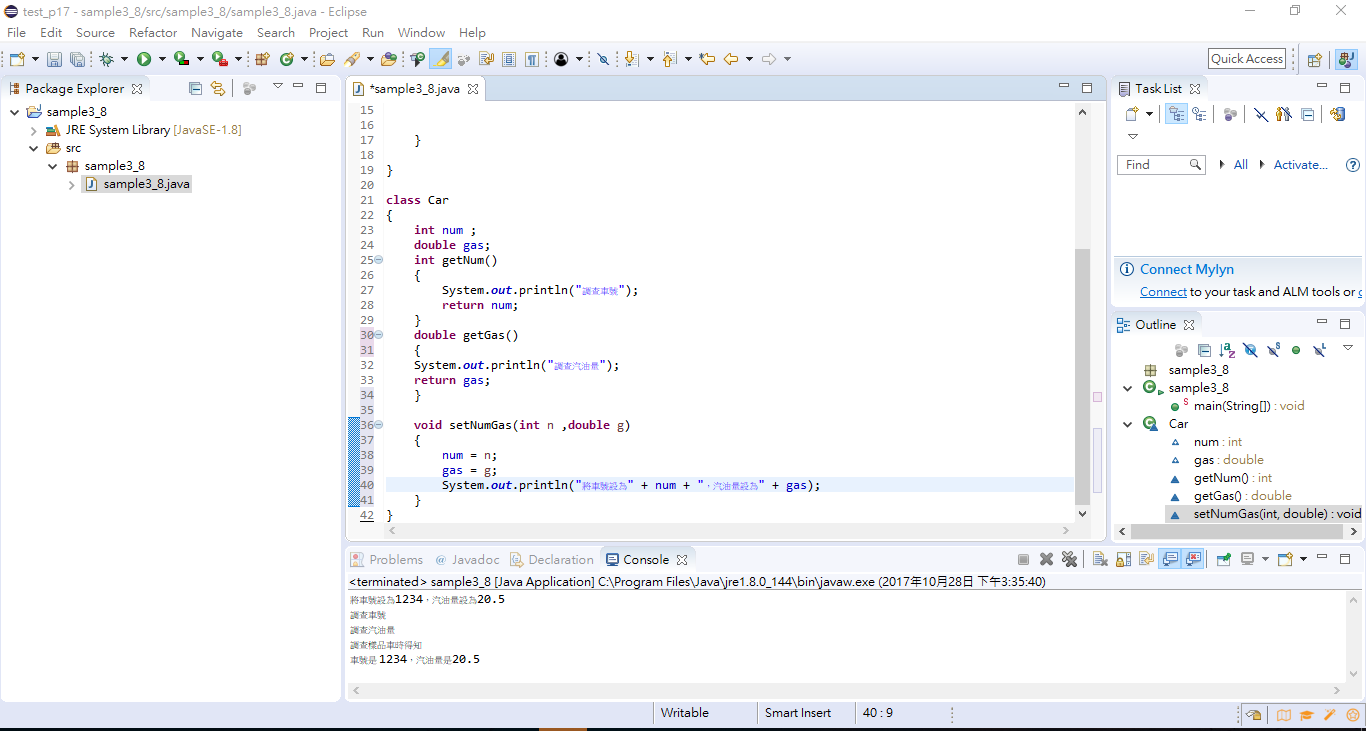 test_p17 - sample3_8/src/sample3_8/sample3_8.java - Eclipse
File Edit Source Refactor Navigate Search Project Run Window Help
Quick Access
Package Explorer
sample3_8
JRE System Library [JavaSE-1.8]
src
sample3_8
sample3_8.java
*sample3_8.java
15
16
17 }
18
19 }
20
21 class Car
22 {
23 int num ;
24 double gas;
25 int getNum()
26 {
27 System.out.println("調查車號");
28 return num;
29 }
30 double getGas()
31 {
32 System.out.println("調查汽油量");
33 return gas;
34 }
35
36 void setNumGas(int n ,double g)
37 {
38 num = n;
39 gas = g;
40 System.out.println("將車號設為" + num + "，汽油量設為" + gas);
41 }
42 }
Task List
Find
All
Activate...
Connect Mylyn
Connect to your task and ALM tools or
Outline
sample3_8
sample3_8
main(String[]) : void
Car
num : int
gas : double
getNum() : int
getGas() : double
setNumGas(int, double) : void
Problems @ Javadoc Declaration Console
<terminated> sample3_8 [Java Application] C:\Program Files\Java\jre1.8.0_144\bin\javaw.exe (2017年10月28日 下午3:35:40)
將車號設為1234，汽油量設為20.5
調查車號
調查汽油量
調查樣品車時得知
車號是1234，汽油量是20.5
Writable Smart Insert 40 : 9